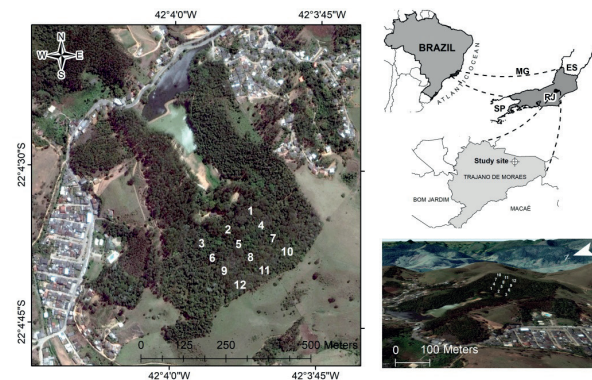 42°4'0"W 42°3'45"W
N
W E
S
22°4'30"S
22°4'45"S
1
2 4
3 5 7
6 8 10
9 11
12
0 125 250 500 Meters
42°4'0"W 42°3'45"W
BRAZIL
ATLANTIC OCEAN
MG
ES
RJ
SP
Study site
TRAJANO DE MORAES
BOM JARDIM
MACAÉ
0 100 Meters